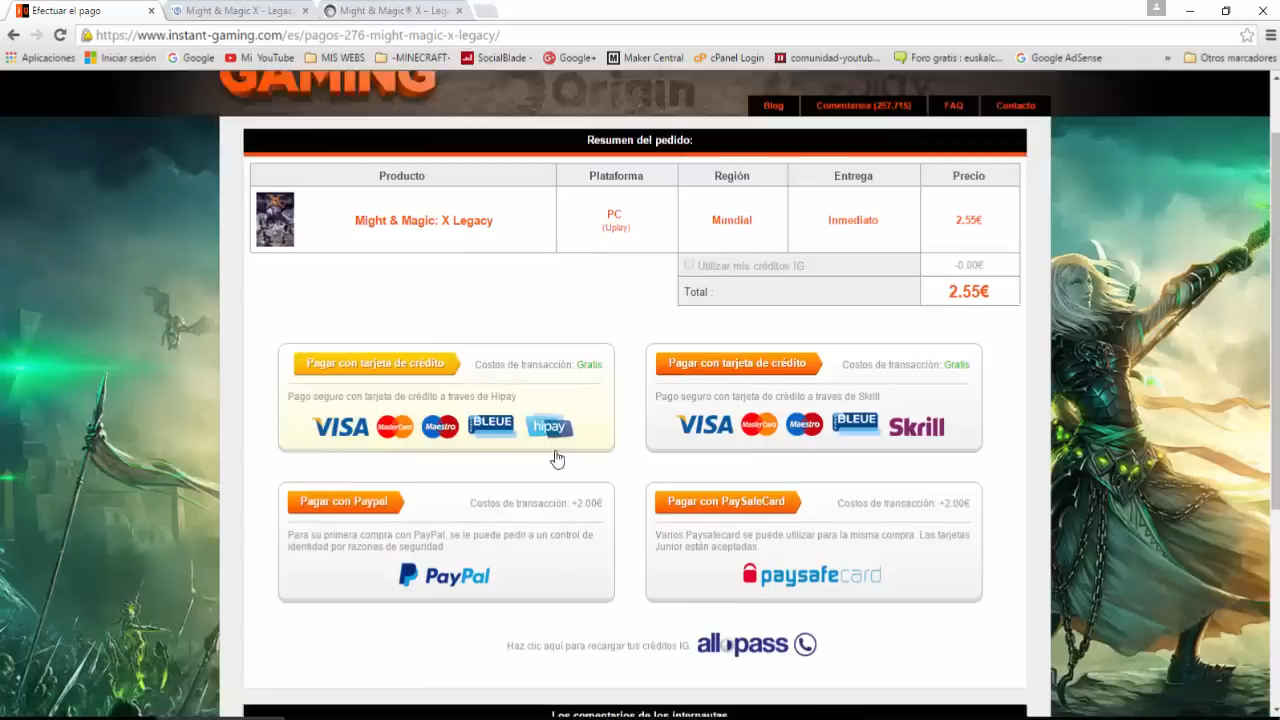 Efectuar el pago
Might & Magic X - Legac
Might & Magic® X – Leg
https://www.instant-gaming.com/es/pagos-276-might-magic-x-legacy/
Aplicaciones Iniciar sesión Google Mi YouTube MIS WEBS -MINECRAFT- SocialBlade - Google+ Maker Central cPanel Login comunidad-youtub... Foro gratis : euskalc... Google AdSense » Otros marcadores
GAMING
Origin
Blog Comentarios (257.715) FAQ Contacto
Resumen del pedido:
Producto Plataforma Región Entrega Precio
Might & Magic: X Legacy PC Mundial Inmediato 2.55€
(Uplay)
Utilizar mis créditos IG -0.00€
Total : 2.55€
Pagar con tarjeta de crédito Costos de transacción: Gratis
Pago seguro con tarjeta de crédito a traves de Hipay
VISA MasterCard Maestro BLEUE hipay
Pagar con tarjeta de crédito Costos de transacción: Gratis
Pago seguro con tarjeta de crédito a traves de Skrill
VISA MasterCard Maestro BLEUE Skrill
Pagar con Paypal Costos de transacción: +2.00€
Para su primera compra con PayPal, se le puede pedir a un control de
identidad por razones de seguridad
PayPal
Pagar con PaySafeCard Costos de transacción: +2.00€
Varios Paysafecard se puede utilizar para la misma compra. Las tarjetas
Junior están aceptadas.
paysafecard
Haz clic aquí para recargar tus créditos IG. allopass
Los comentarios de los internautas